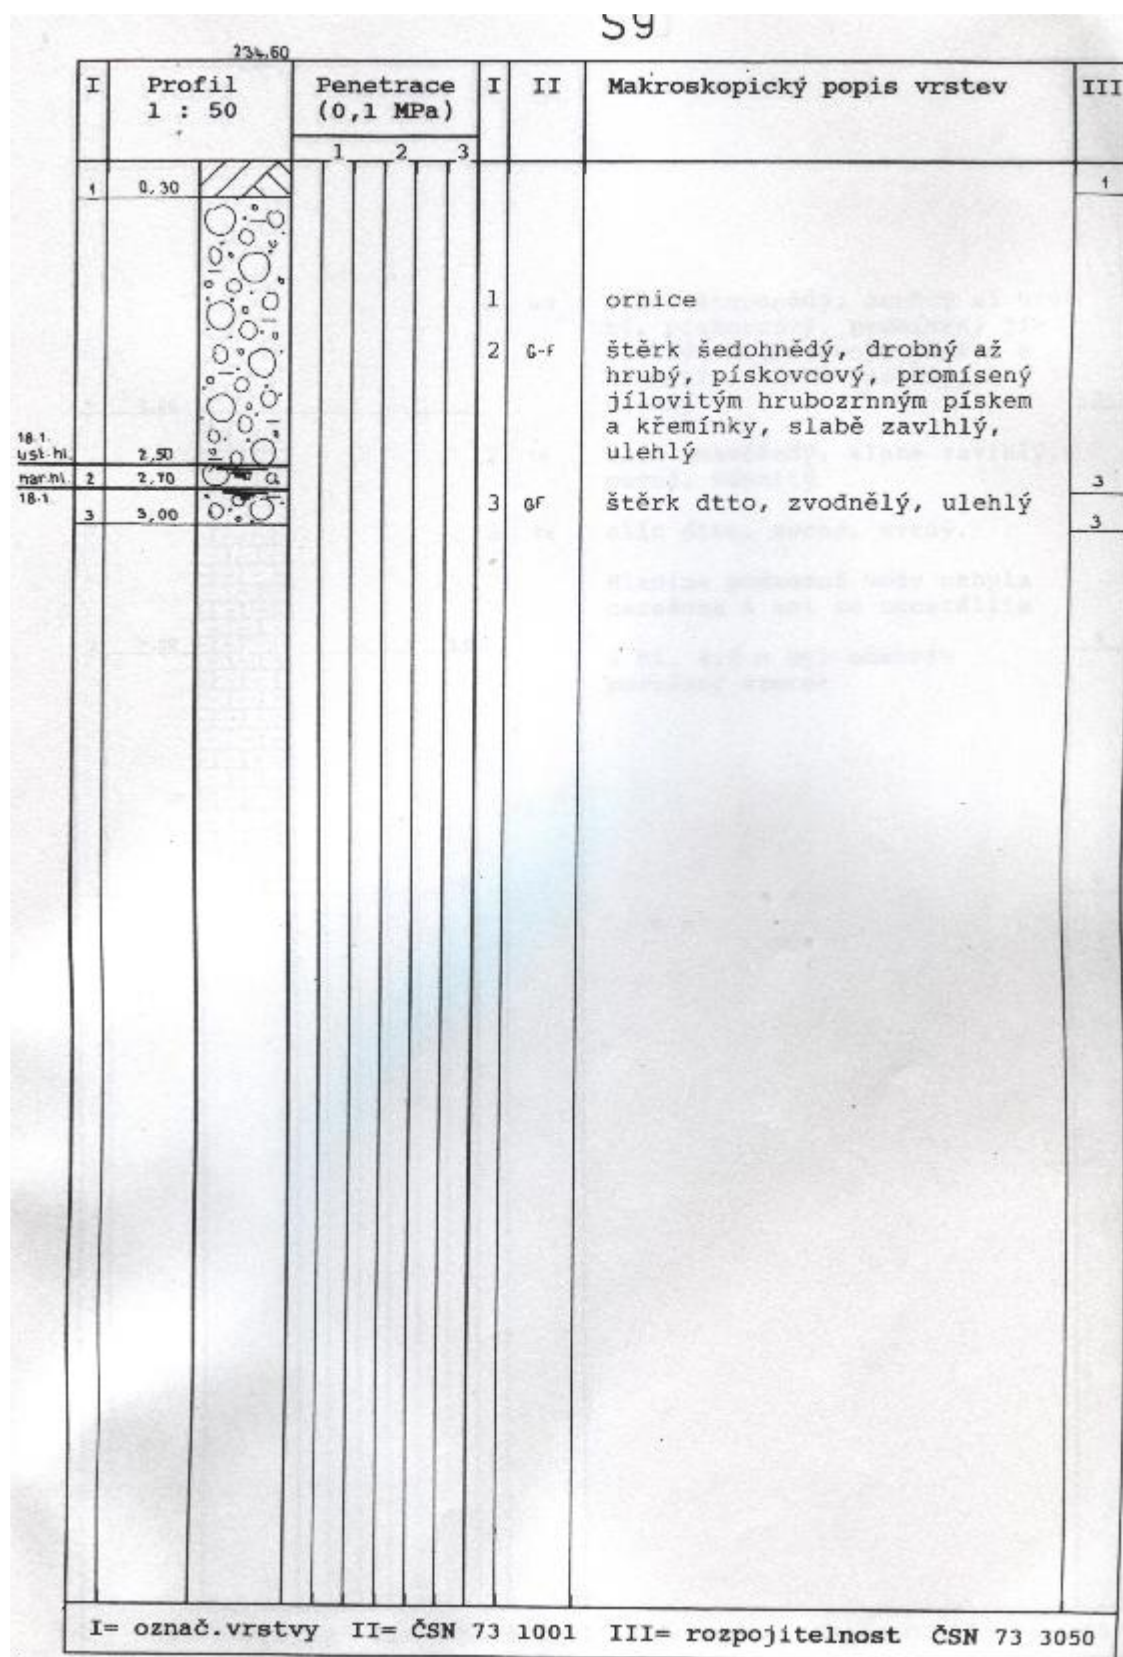 S9
234,60
I Profil Penetrace I II Makroskopický popis vrstev III
1 : 50 (0,1 MPa)
1 2 3
1 0,30 1
1 ornice
2 G-F štěrk šedohnědý, drobný až
hrubý, pískovcový, promísený
jílovitým hrubozrnným pískem
a křemínky, slabě zavlhlý,
ulehlý
18.1.
ust. hl. 2,50
nar. hl. 2 2,70 3
18.1.
3 GF štěrk dtto, zvodnělý, ulehlý
3 3,00 3
I= označ.vrstvy II= ČSN 73 1001 III= rozpojitelnost ČSN 73 3050